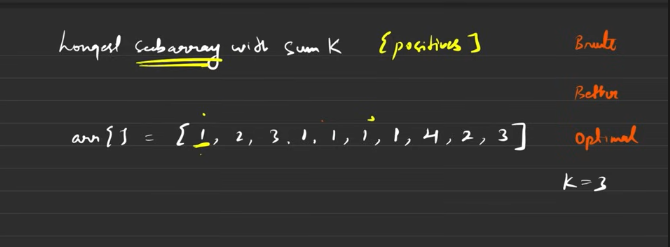 Longest subarray with sum K [positives]
Brute
Better
arr[] = [1, 2, 3, 1, 1, 1, 1, 4, 2, 3]
Optimal
K = 3